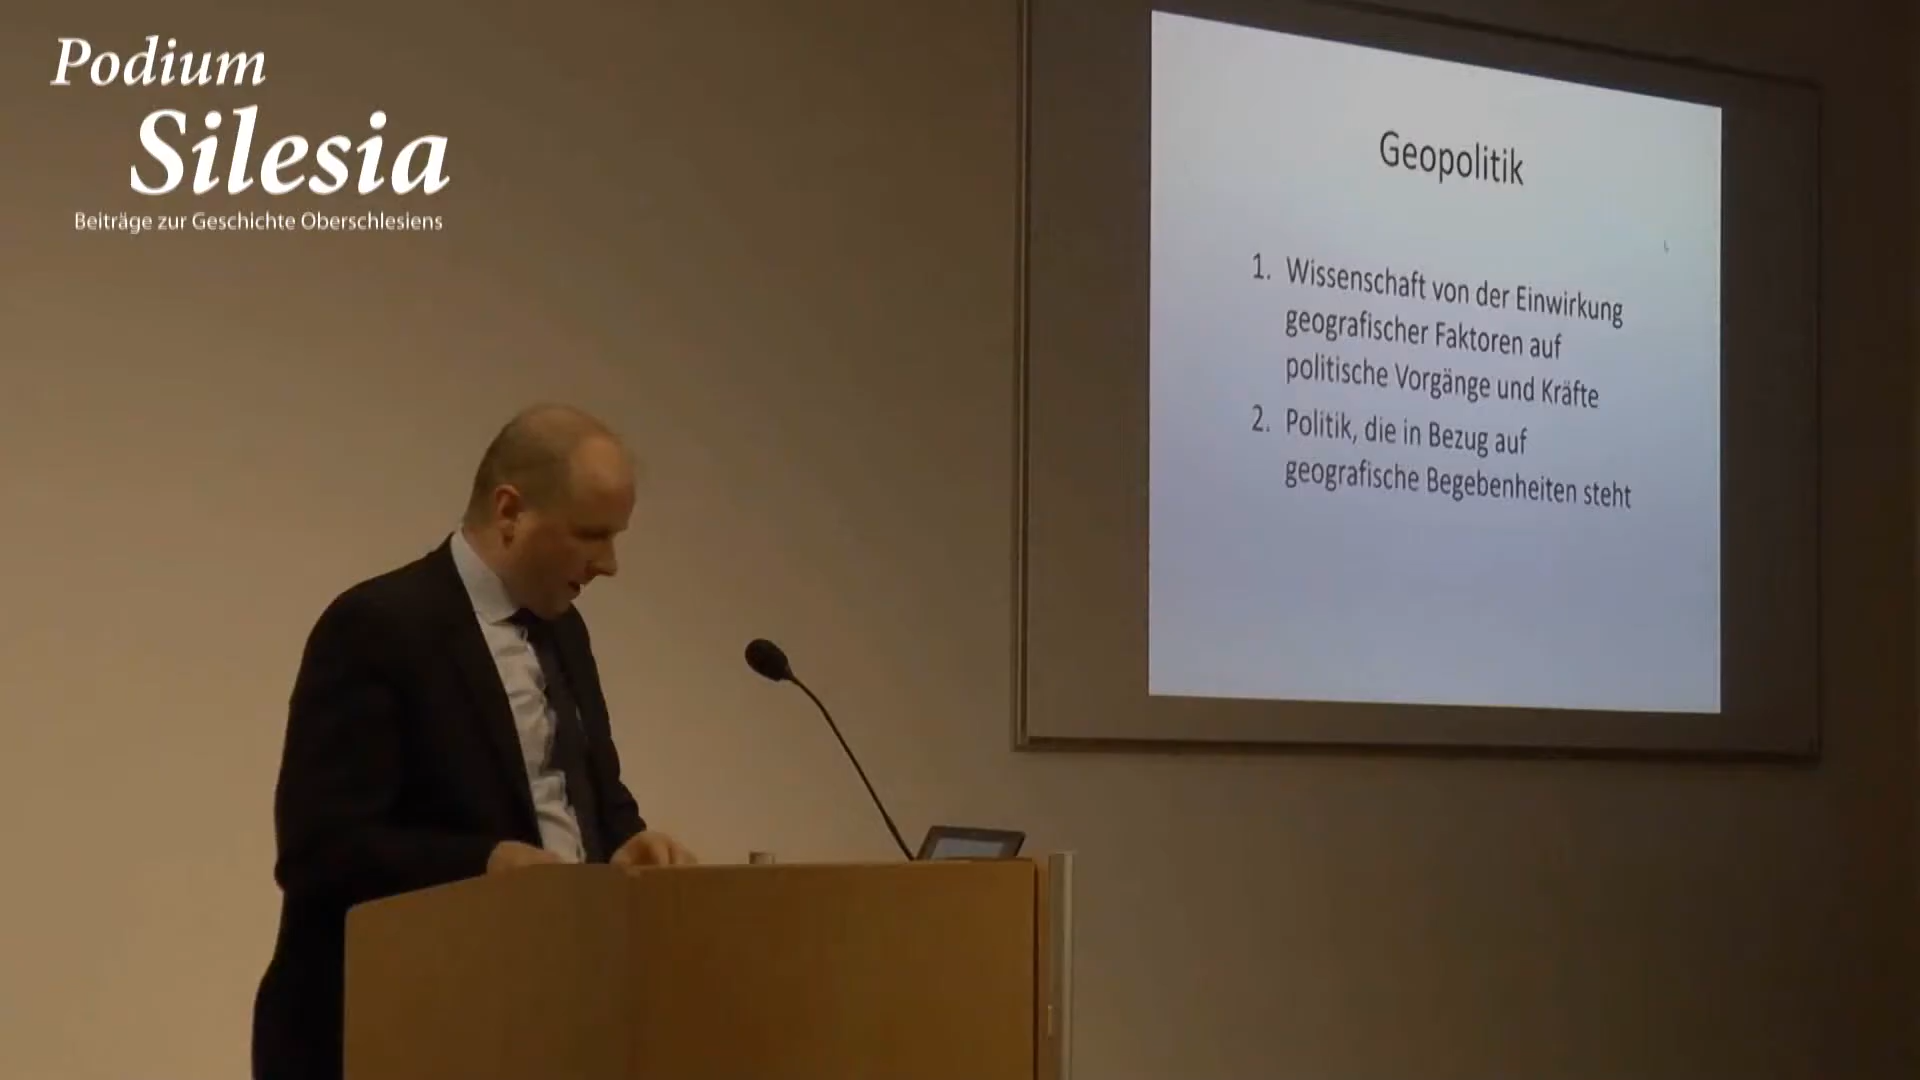 Podium
Silesia
Beiträge zur Geschichte Oberschlesiens
Geopolitik
1. Wissenschaft von der Einwirkung
geografischer Faktoren auf
politische Vorgänge und Kräfte
2. Politik, die in Bezug auf
geografische Begebenheiten steht